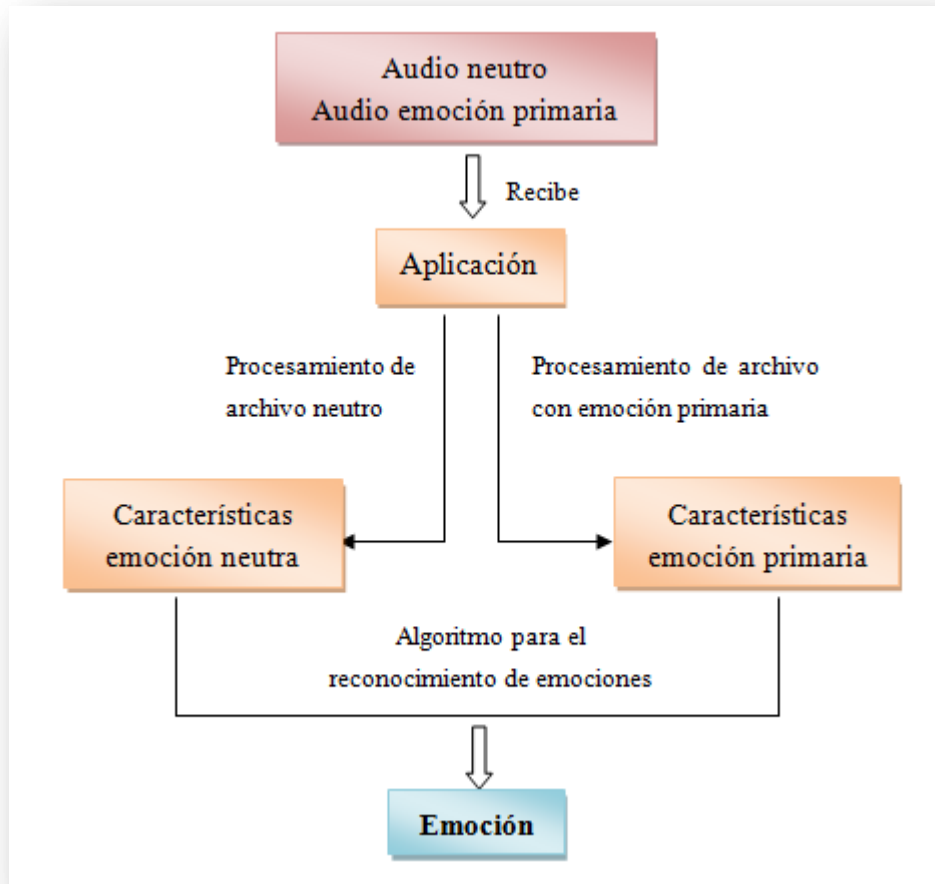 Audio neutro
Audio emoción primaria
Recibe
Aplicación
Procesamiento de
archivo neutro
Procesamiento de archivo
con emoción primaria
Características
emoción neutra
Características
emoción primaria
Algoritmo para el
reconocimiento de emociones
Emoción